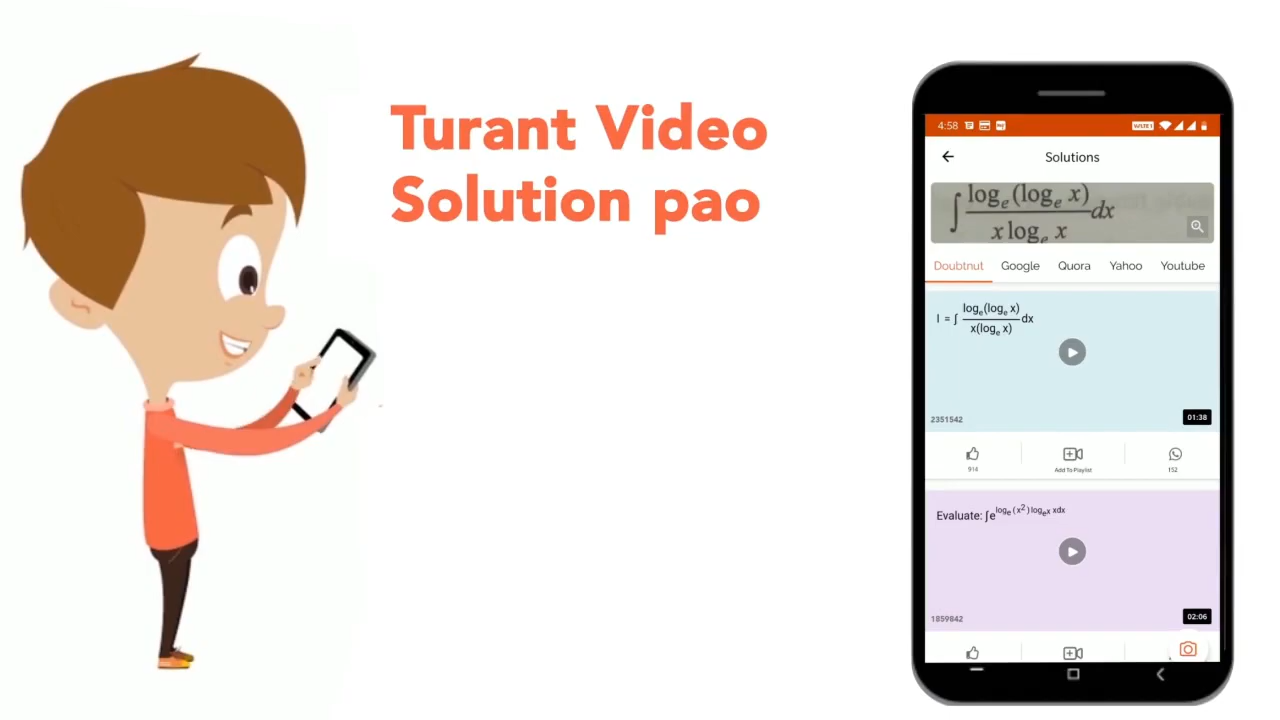 Turant Video
Solution pao
4:58
Solutions
∫ logₑ(logₑ x) / x logₑ x dx
Doubtnut Google Quora Yahoo Youtube
I = ∫ logₑ(logₑ x) / x(logₑ x) dx
2351542 01:38
914 Add To Playlist 152
Evaluate: ∫e^logₑ(x²)logₑx xdx
1859842 02:06